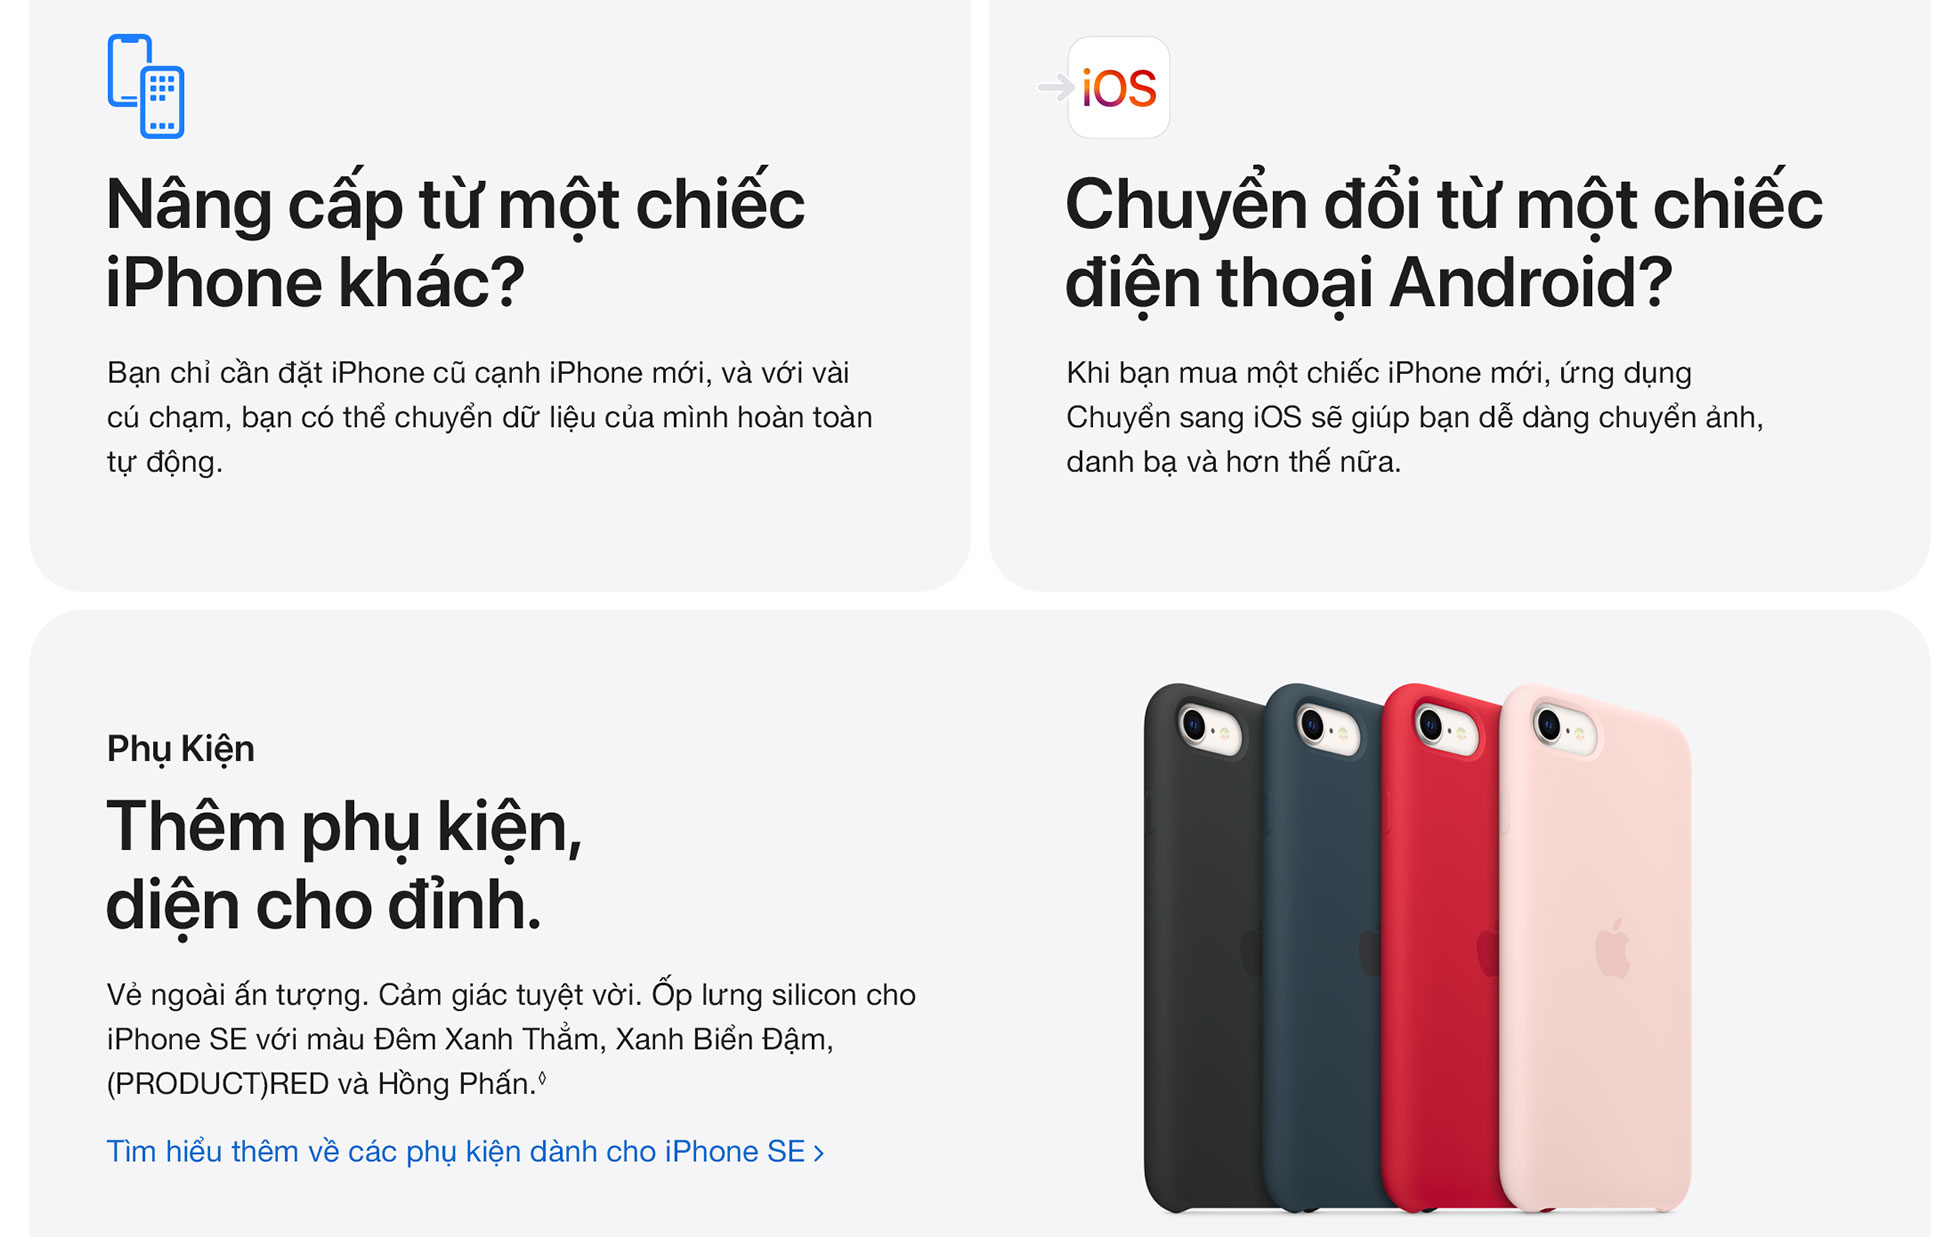 Nâng cấp từ một chiếc
iPhone khác?
Bạn chỉ cần đặt iPhone cũ cạnh iPhone mới, và với vài
cú chạm, bạn có thể chuyển dữ liệu của mình hoàn toàn
tự động.
iOS
Chuyển đổi từ một chiếc
điện thoại Android?
Khi bạn mua một chiếc iPhone mới, ứng dụng
Chuyển sang iOS sẽ giúp bạn dễ dàng chuyển ảnh,
danh bạ và hơn thế nữa.
Phụ Kiện
Thêm phụ kiện,
diện cho đỉnh.
Vẻ ngoài ấn tượng. Cảm giác tuyệt vời. Ốp lưng silicon cho
iPhone SE với màu Đêm Xanh Thẳm, Xanh Biển Đậm,
(PRODUCT)RED và Hồng Phấn.◊
Tìm hiểu thêm về các phụ kiện dành cho iPhone SE >